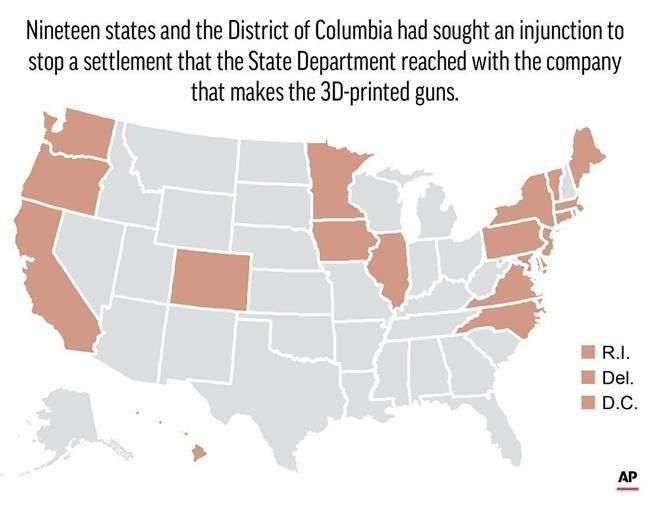 Nineteen states and the District of Columbia had sought an injunction to
stop a settlement that the State Department reached with the company
that makes the 3D-printed guns.
R.I.
Del.
D.C.
AP